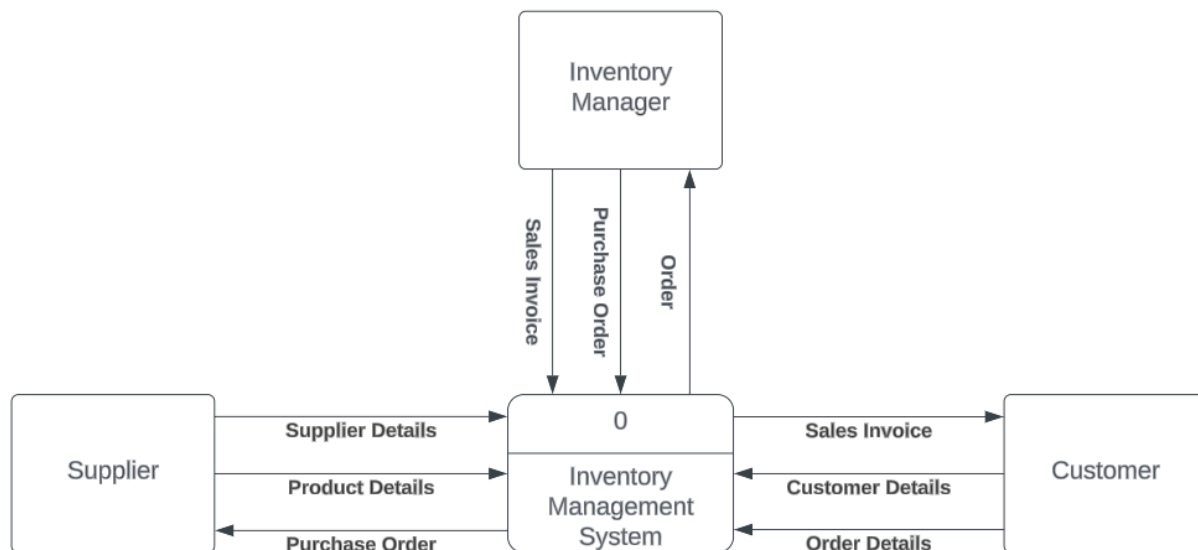 Inventory
Manager
Sales Invoice
Purchase Order
Order
0
Supplier Details
Sales Invoice
Supplier
Product Details
Inventory
Management
System
Customer Details
Customer
Purchase Order
Order Details